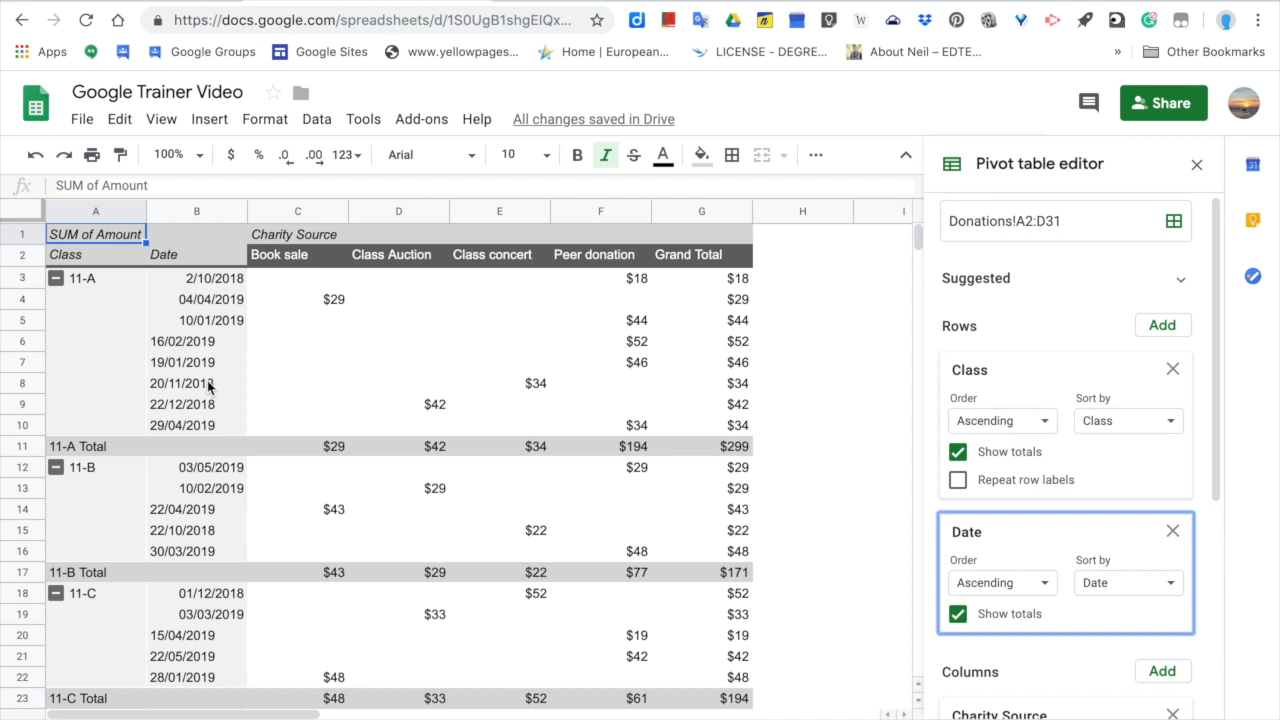 https://docs.google.com/spreadsheets/d/1S0UgB1shgEIQx...
Apps Google Groups Google Sites www.yellowpages... Home | European... LICENSE - DEGRE... About Neil – EDTE... » Other Bookmarks
Google Trainer Video
Share
File Edit View Insert Format Data Tools Add-ons Help All changes saved in Drive
100% $ % .0 .00 123 Arial 10 B I S A
fx SUM of Amount
A B C D E F G H I
1 SUM of Amount Charity Source
2 Class Date Book sale Class Auction Class concert Peer donation Grand Total
3 11-A 2/10/2018 $18 $18
4 04/04/2019 $29 $29
5 10/01/2019 $44 $44
6 16/02/2019 $52 $52
7 19/01/2019 $46 $46
8 $34 $34
9 22/12/2018 $42 $42
10 29/04/2018 $34 $34
11 11-A Total $29 $42 $34 $194 $299
12 11-B 03/05/2019 $29 $29
13 10/02/2019 $29 $29
14 22/04/2019 $43 $43
15 22/10/2018 $22 $22
16 30/03/2019 $48 $48
17 11-B Total $43 $29 $22 $77 $171
18 11-C 01/12/2018 $52 $52
19 03/03/2019 $33 $33
20 15/04/2019 $19 $19
21 22/05/2019 $42 $42
22 28/01/2019 $48 $48
23 11-C Total $48 $33 $52 $61 $194
Pivot table editor
Donations!A2:D31
Suggested
Rows Add
Class
Order Sort by
Ascending Class
Show totals
Repeat row labels
Date
Order Sort by
Ascending Date
Show totals
Columns Add
Charity Source
31